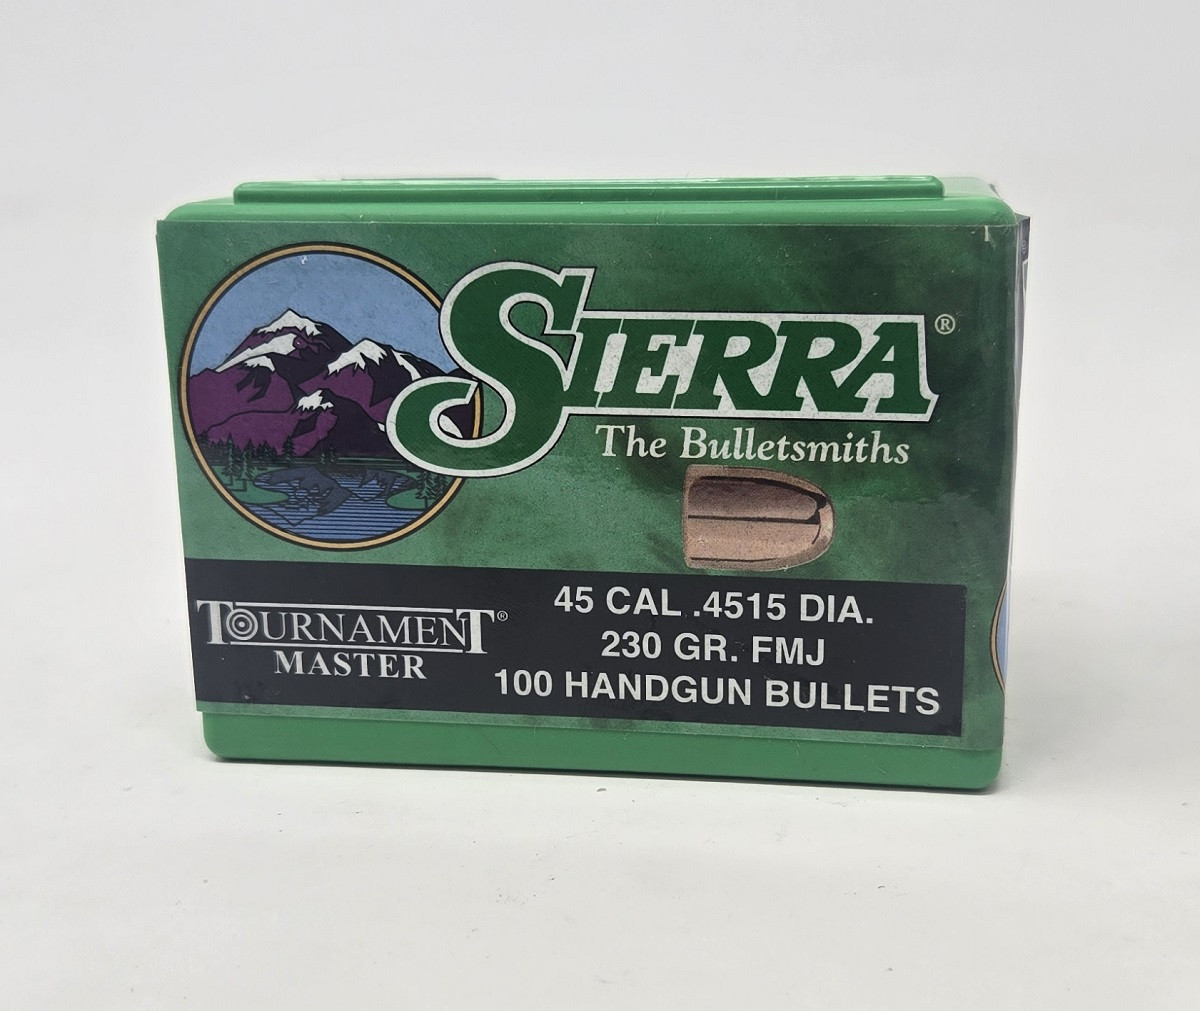 SIERRA®
The Bulletsmiths
TOURNAMENT®
MASTER
45 CAL .4515 DIA.
230 GR. FMJ
100 HANDGUN BULLETS